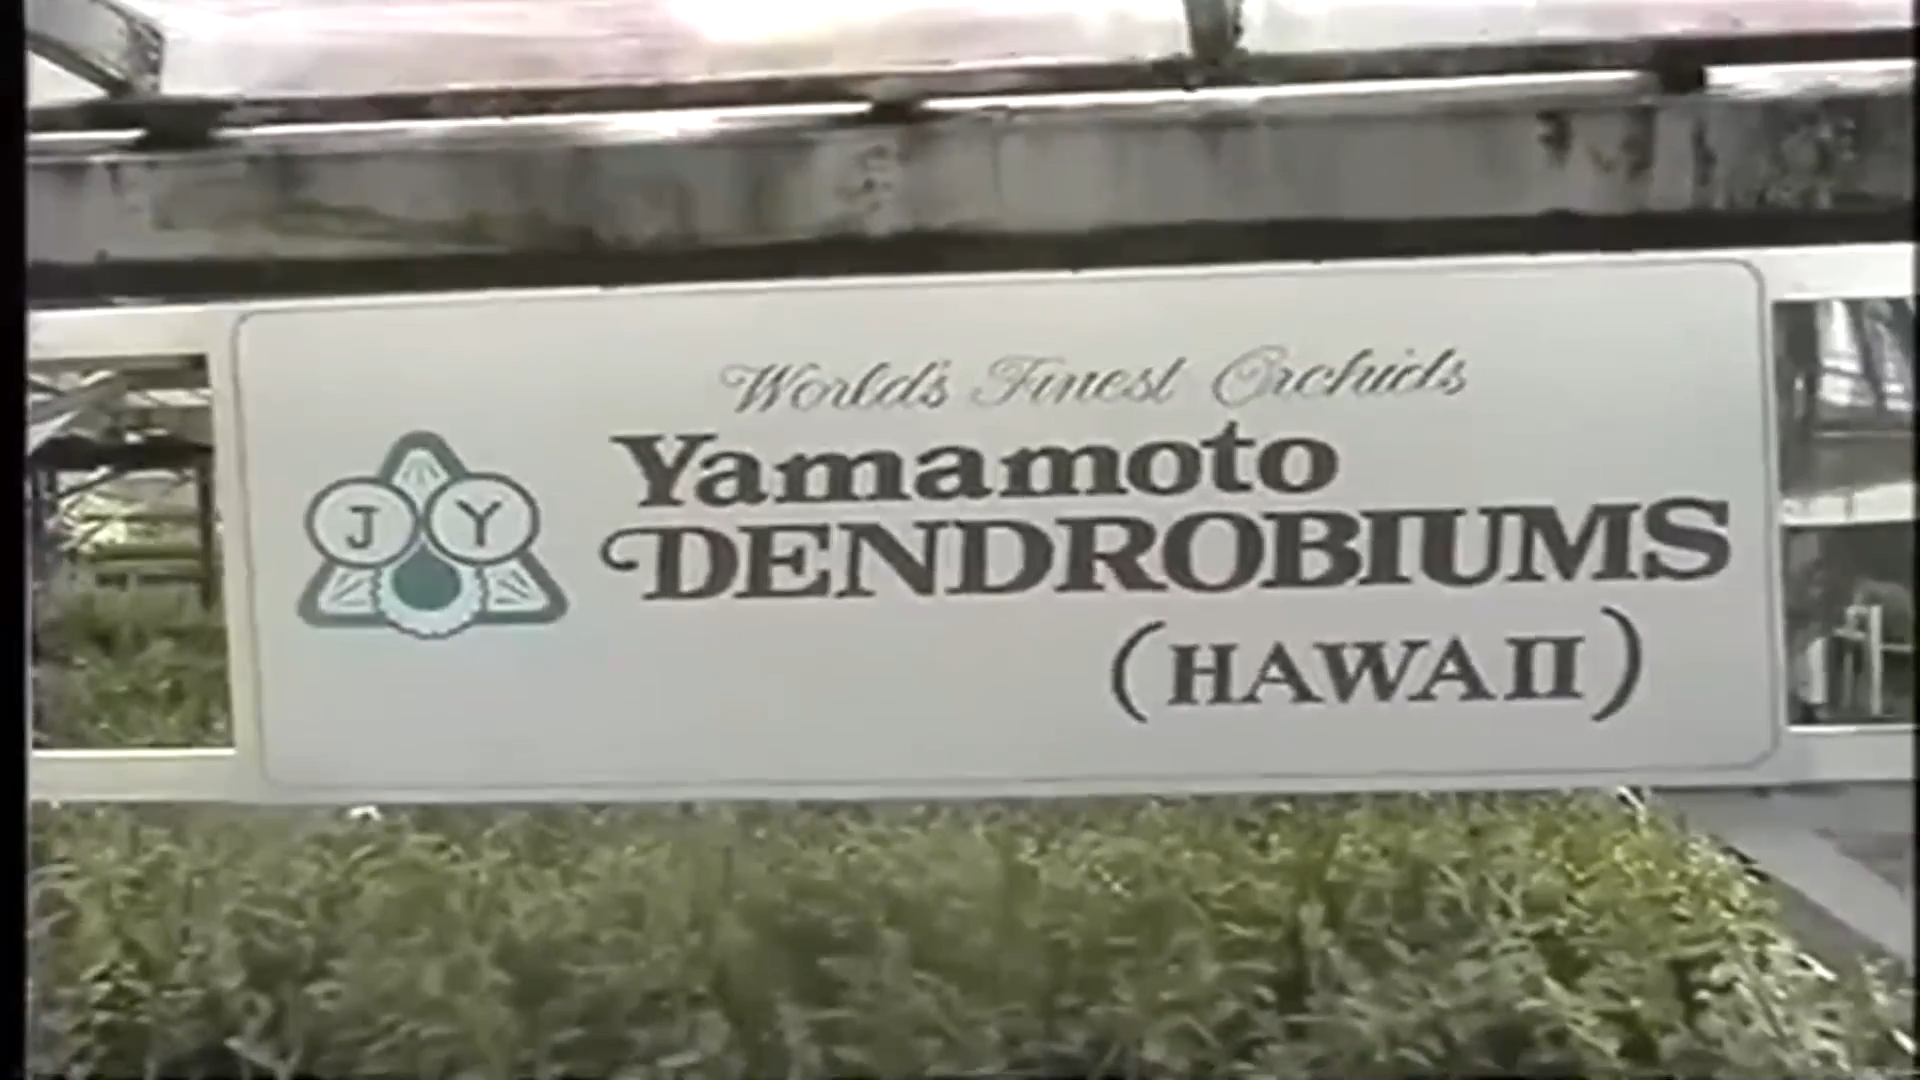 World's Finest Orchids
Yamamoto
DENDROBIUMS
(HAWAII)
J Y